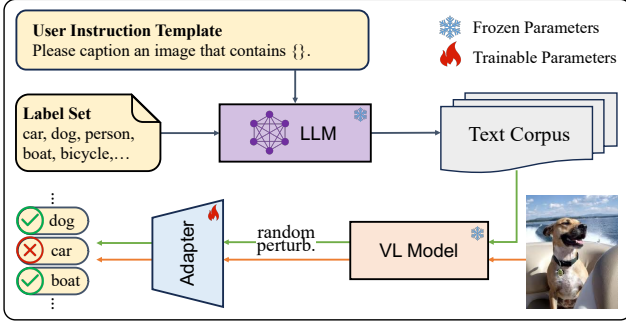 User Instruction Template
Please caption an image that contains {}.
Frozen Parameters
Trainable Parameters
Label Set
car, dog, person,
boat, bicycle,...
LLM
Text Corpus
dog
car
boat
Adapter
random
perturb.
VL Model